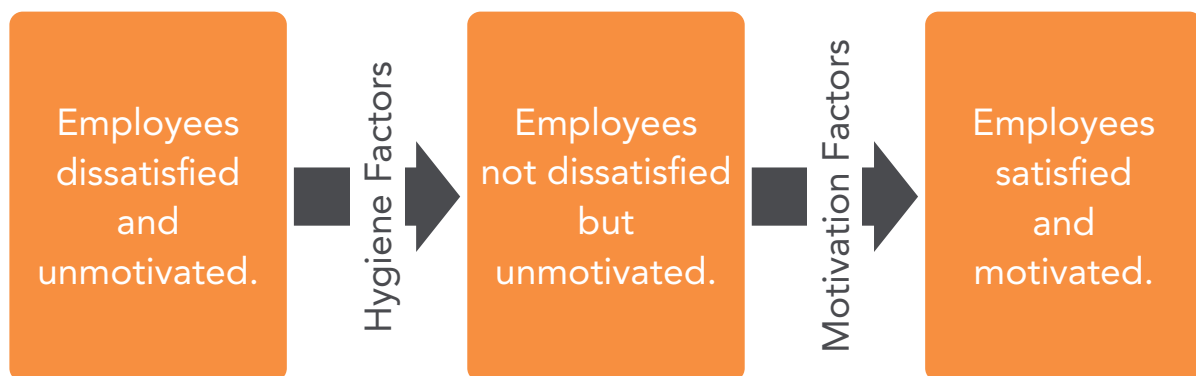 Employees
dissatisfied
and
unmotivated.
Hygiene Factors
Employees
not dissatisfied
but
unmotivated.
Motivation Factors
Employees
satisfied
and
motivated.